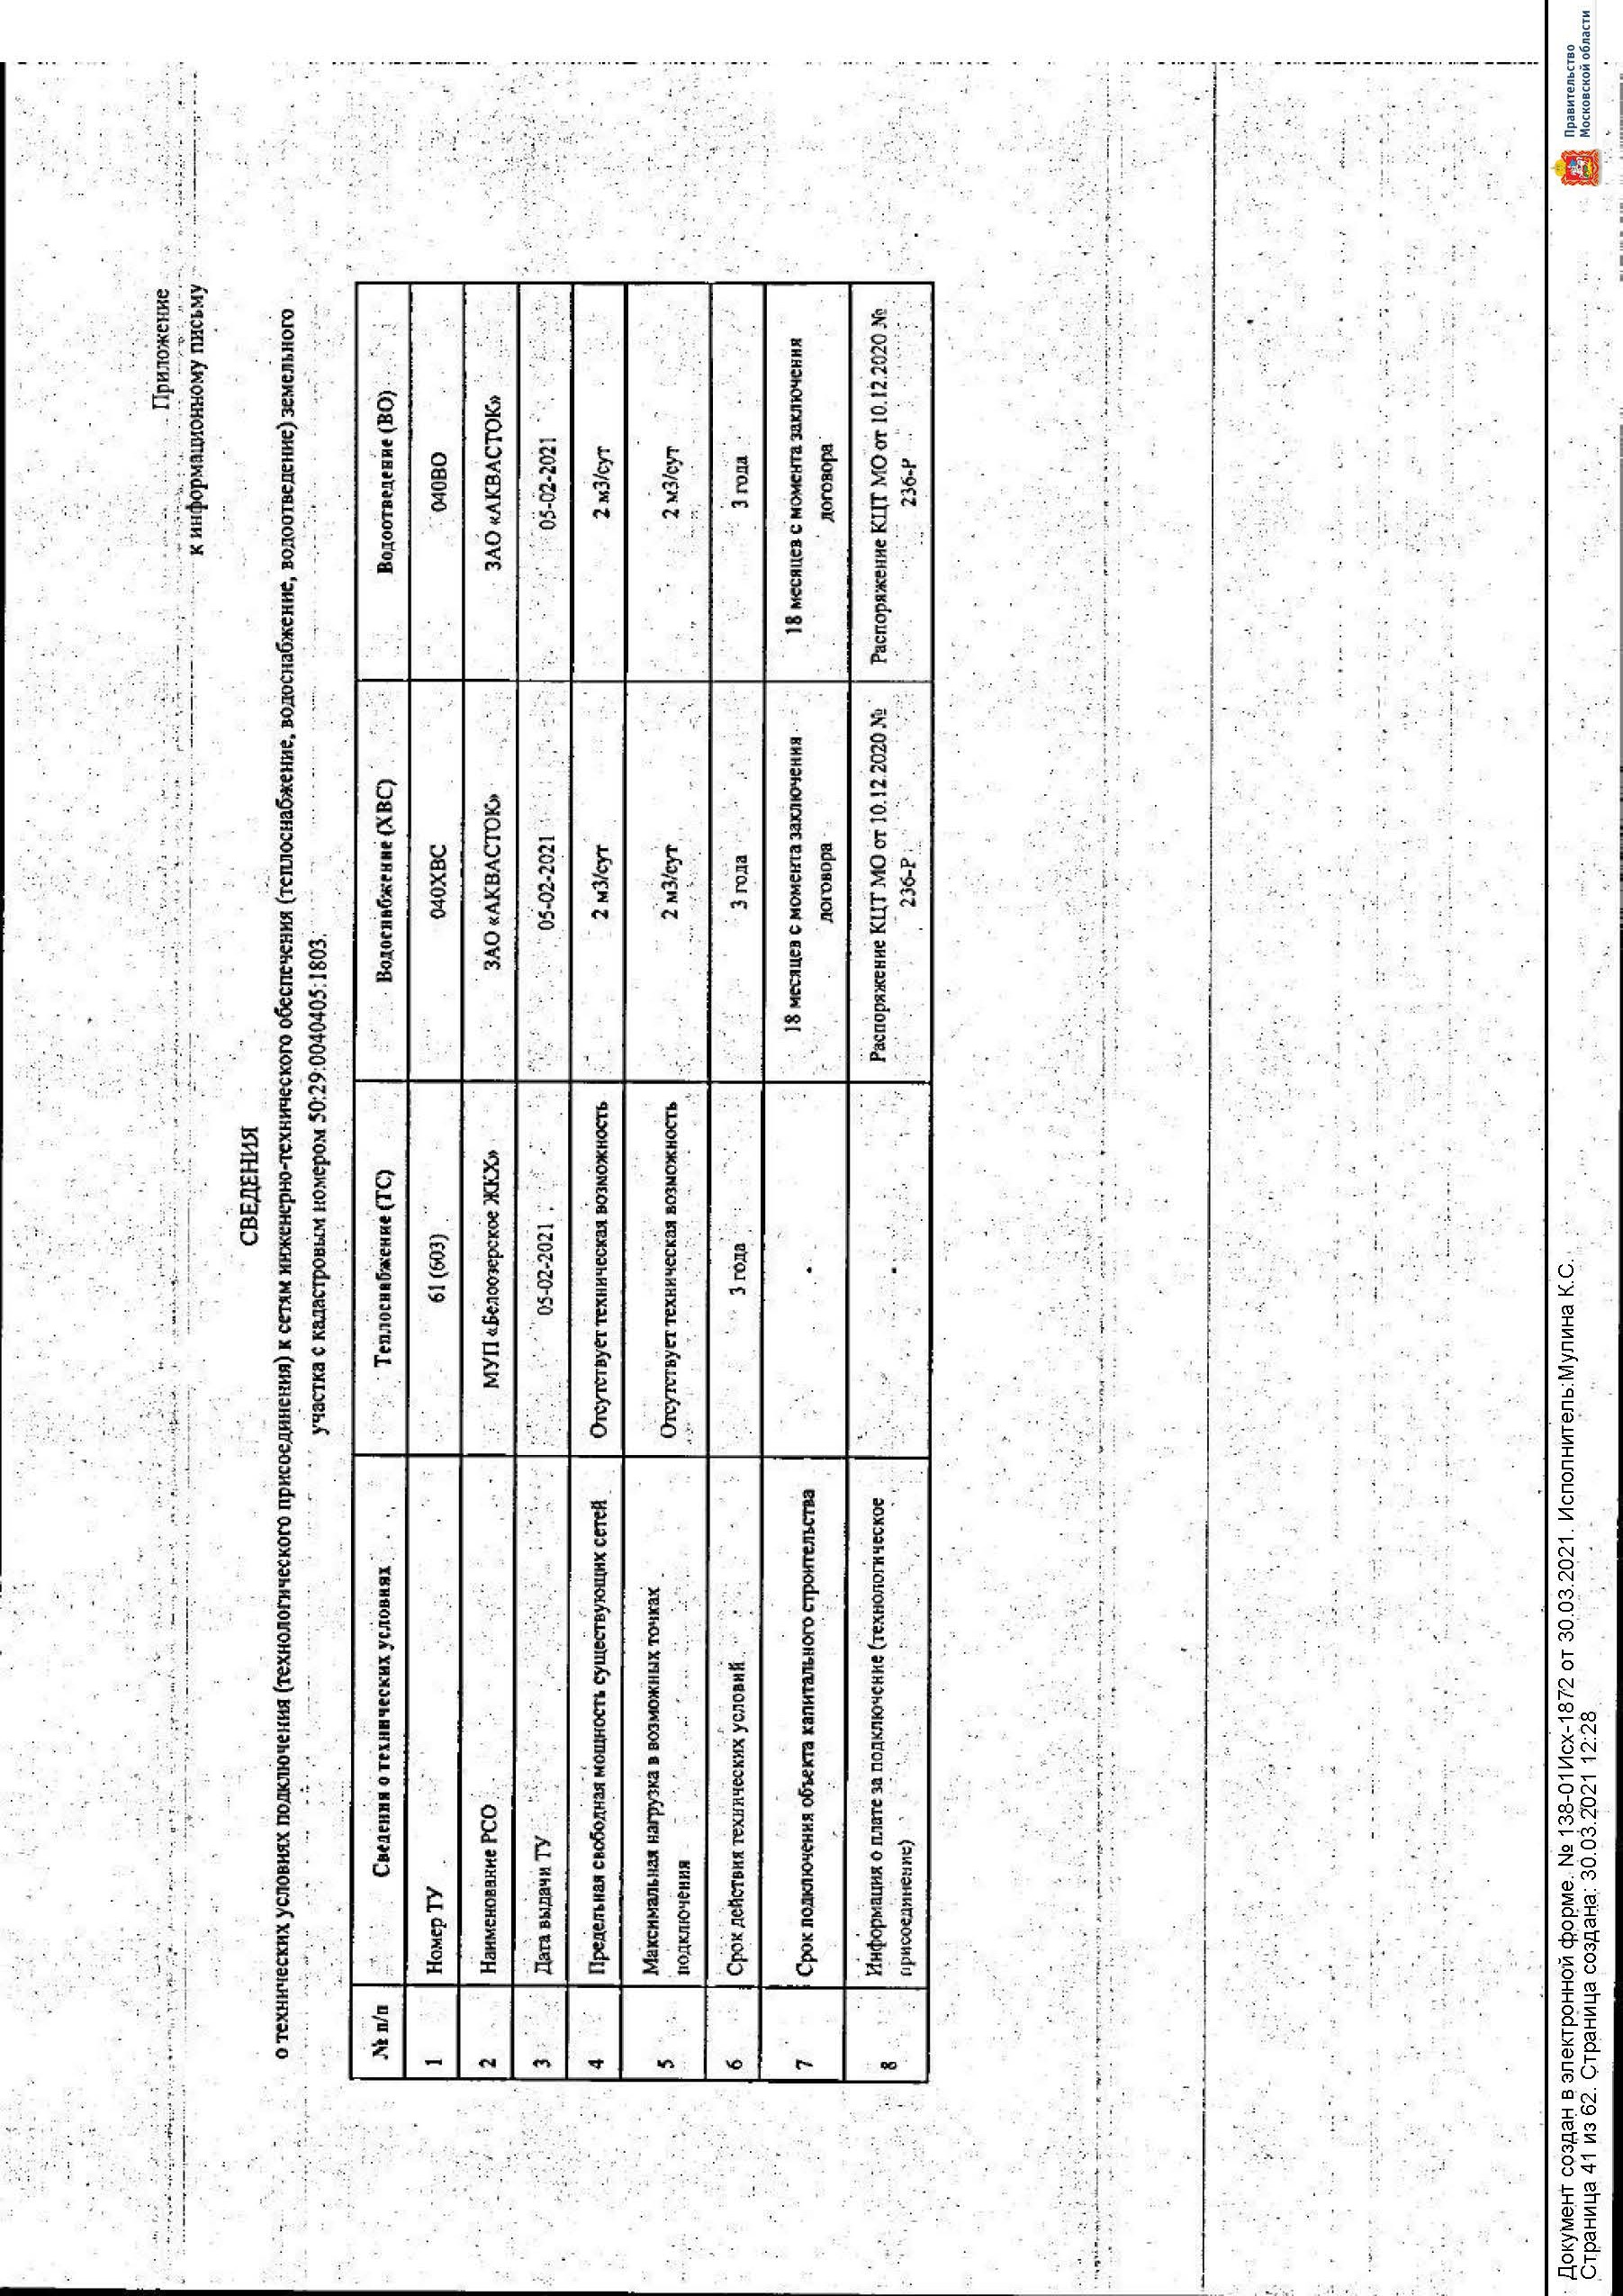 Приложение
к информационному письму
СВЕДЕНИЯ
о технических условиях подключения (технологического присоединения) к сетям инженерно-технического обеспечения (теплоснабжение, водоснабжение, водоотведение) земельного
участка с кадастровым номером 50:29:0040405:1803.
№ п/п Сведения о технических условиях Теплоснабжение (ТС) Водоснабжение (ХВС) Водоотведение (ВО)
1 Номер ТУ 61 (603) 040ХВС 040ВО
2 Наименование РСО МУП «Белоозерское ЖКХ» ЗАО «АКВАСТОК» ЗАО «АКВАСТОК»
3 Дата выдачи ТУ 05-02-2021 05-02-2021 05-02-2021
4 Предельная свободная мощность существующих сетей Отсутствует техническая возможность 2 м3/сут 2 м3/сут
5 Максимальная нагрузка в возможных точках
подключения Отсутствует техническая возможность 2 м3/сут 2 м3/сут
6 Срок действия технических условий 3 года 3 года 3 года
7 Срок подключения объекта капитального строительства - 18 месяцев с момента заключения
договора 18 месяцев с момента заключения
договора
8 Информация о плате за подключение (технологическое
присоединение) - Распоряжение КЦТ МО от 10.12.2020 №
236-Р Распоряжение КЦТ МО от 10.12.2020 №
236-Р
Документ создан в электронной форме. № 138-01Исх-1872 от 30.03.2021. Исполнитель:Мулина К.С.
Страница 41 из 62. Страница создана: 30.03.2021 12:28
Правительство
Московской области